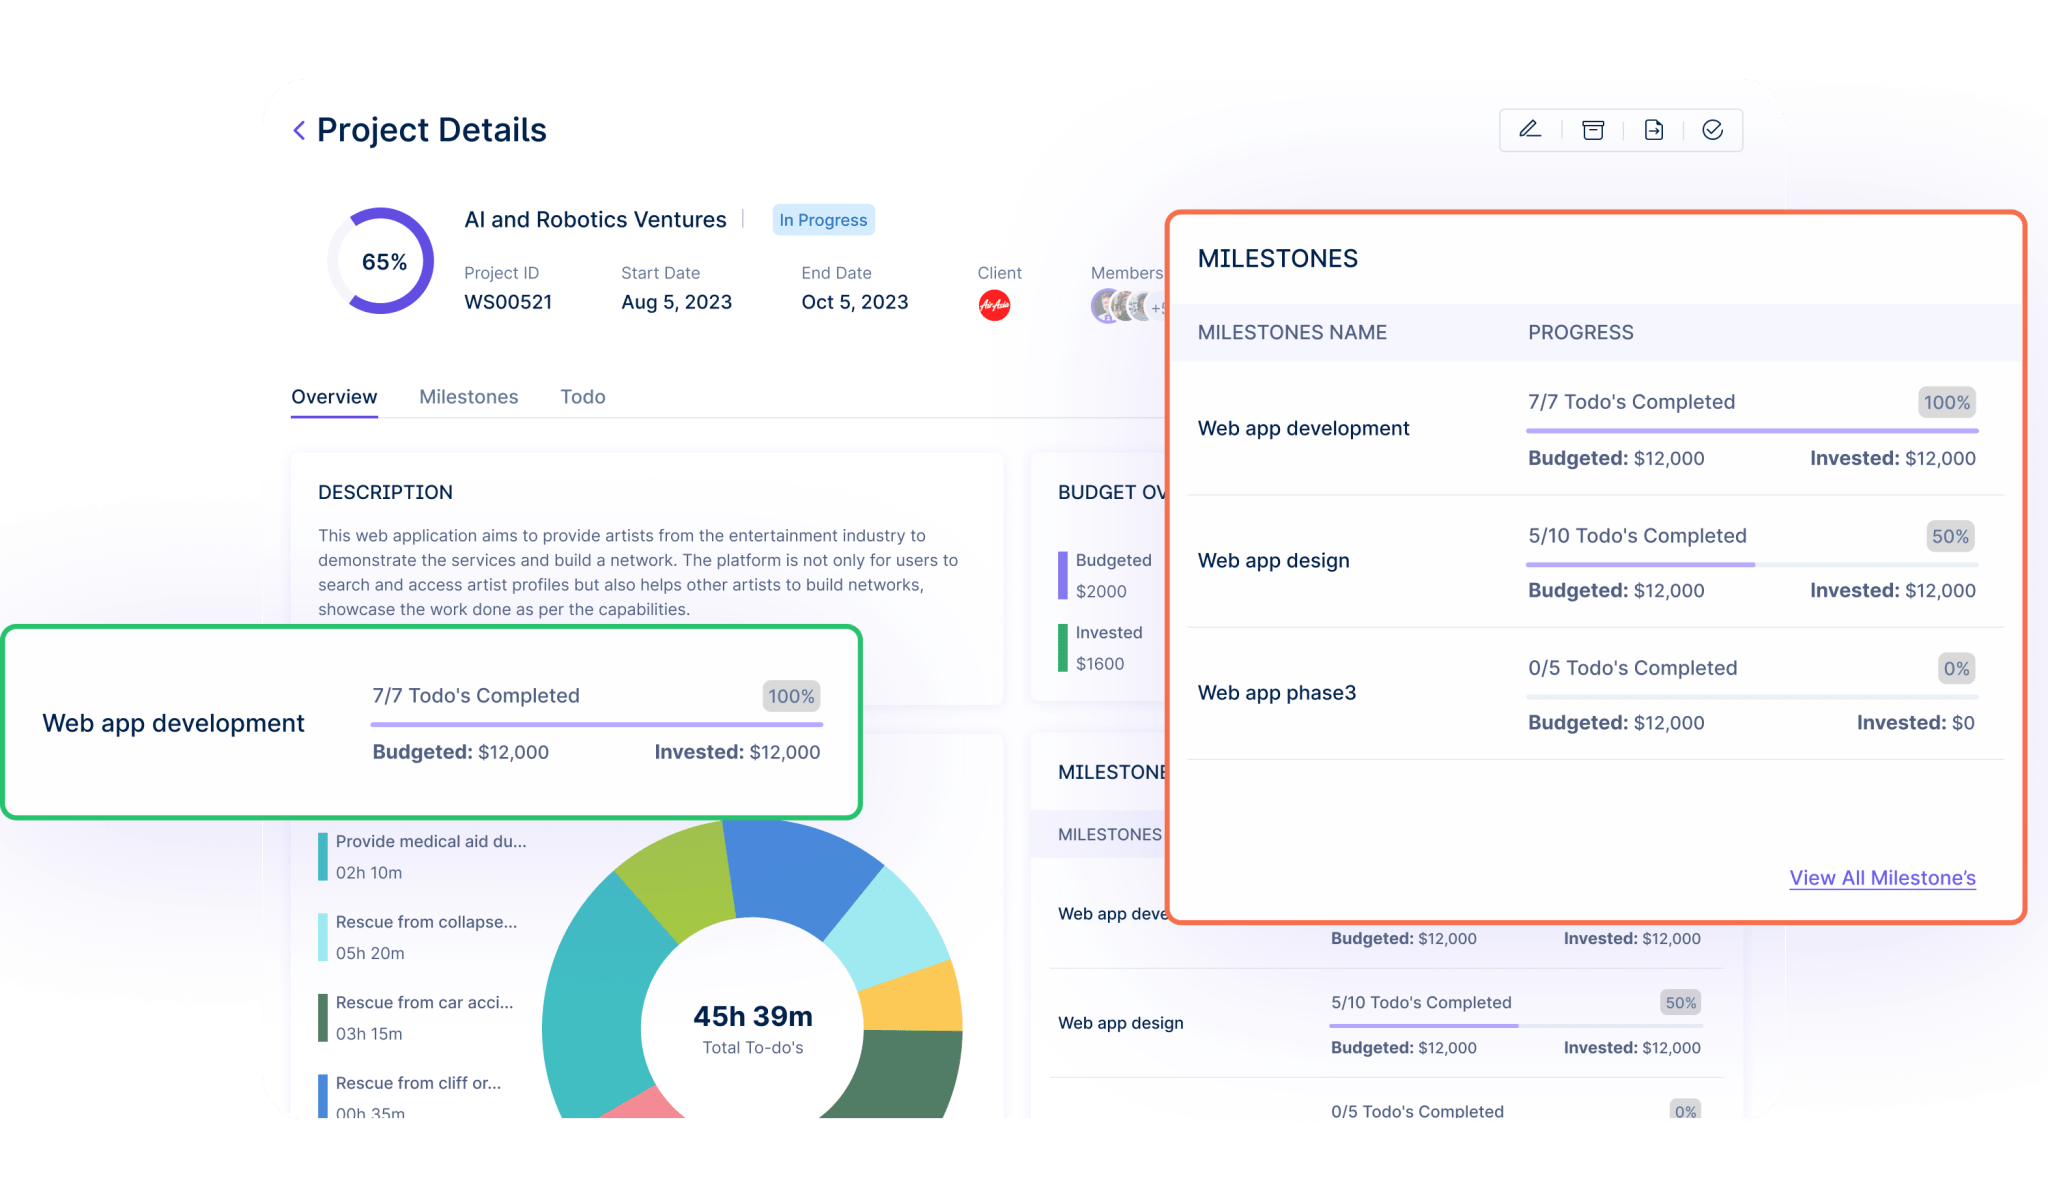 Project Details
65%
AI and Robotics Ventures
In Progress
Project ID
WS00521
Start Date
Aug 5, 2023
End Date
Oct 5, 2023
Client
AirAsia
Members
Overview
Milestones
Todo
DESCRIPTION
This web application aims to provide artists from the entertainment industry to
demonstrate the services and build a network. The platform is not only for users to
search and access artist profiles but also helps other artists to build networks,
showcase the work done as per the capabilities.
BUDGET OV
Budgeted
$2000
Invested
$1600
MILESTONES
MILESTONES NAME
PROGRESS
Web app development
7/7 Todo's Completed
100%
Budgeted: $12,000
Invested: $12,000
Web app design
5/10 Todo's Completed
50%
Budgeted: $12,000
Invested: $12,000
Web app phase3
0/5 Todo's Completed
0%
Budgeted: $12,000
Invested: $0
View All Milestone's
Web app development
7/7 Todo's Completed
100%
Budgeted: $12,000
Invested: $12,000
Provide medical aid du...
02h 10m
Rescue from collapse...
05h 20m
Rescue from car acci...
03h 15m
Rescue from cliff or...
00h 35m
45h 39m
Total To-do's
MILESTONE
MILESTONES
Web app deve
Budgeted: $12,000
Invested: $12,000
Web app design
5/10 Todo's Completed
50%
Budgeted: $12,000
Invested: $12,000
0/5 Todo's Completed
0%